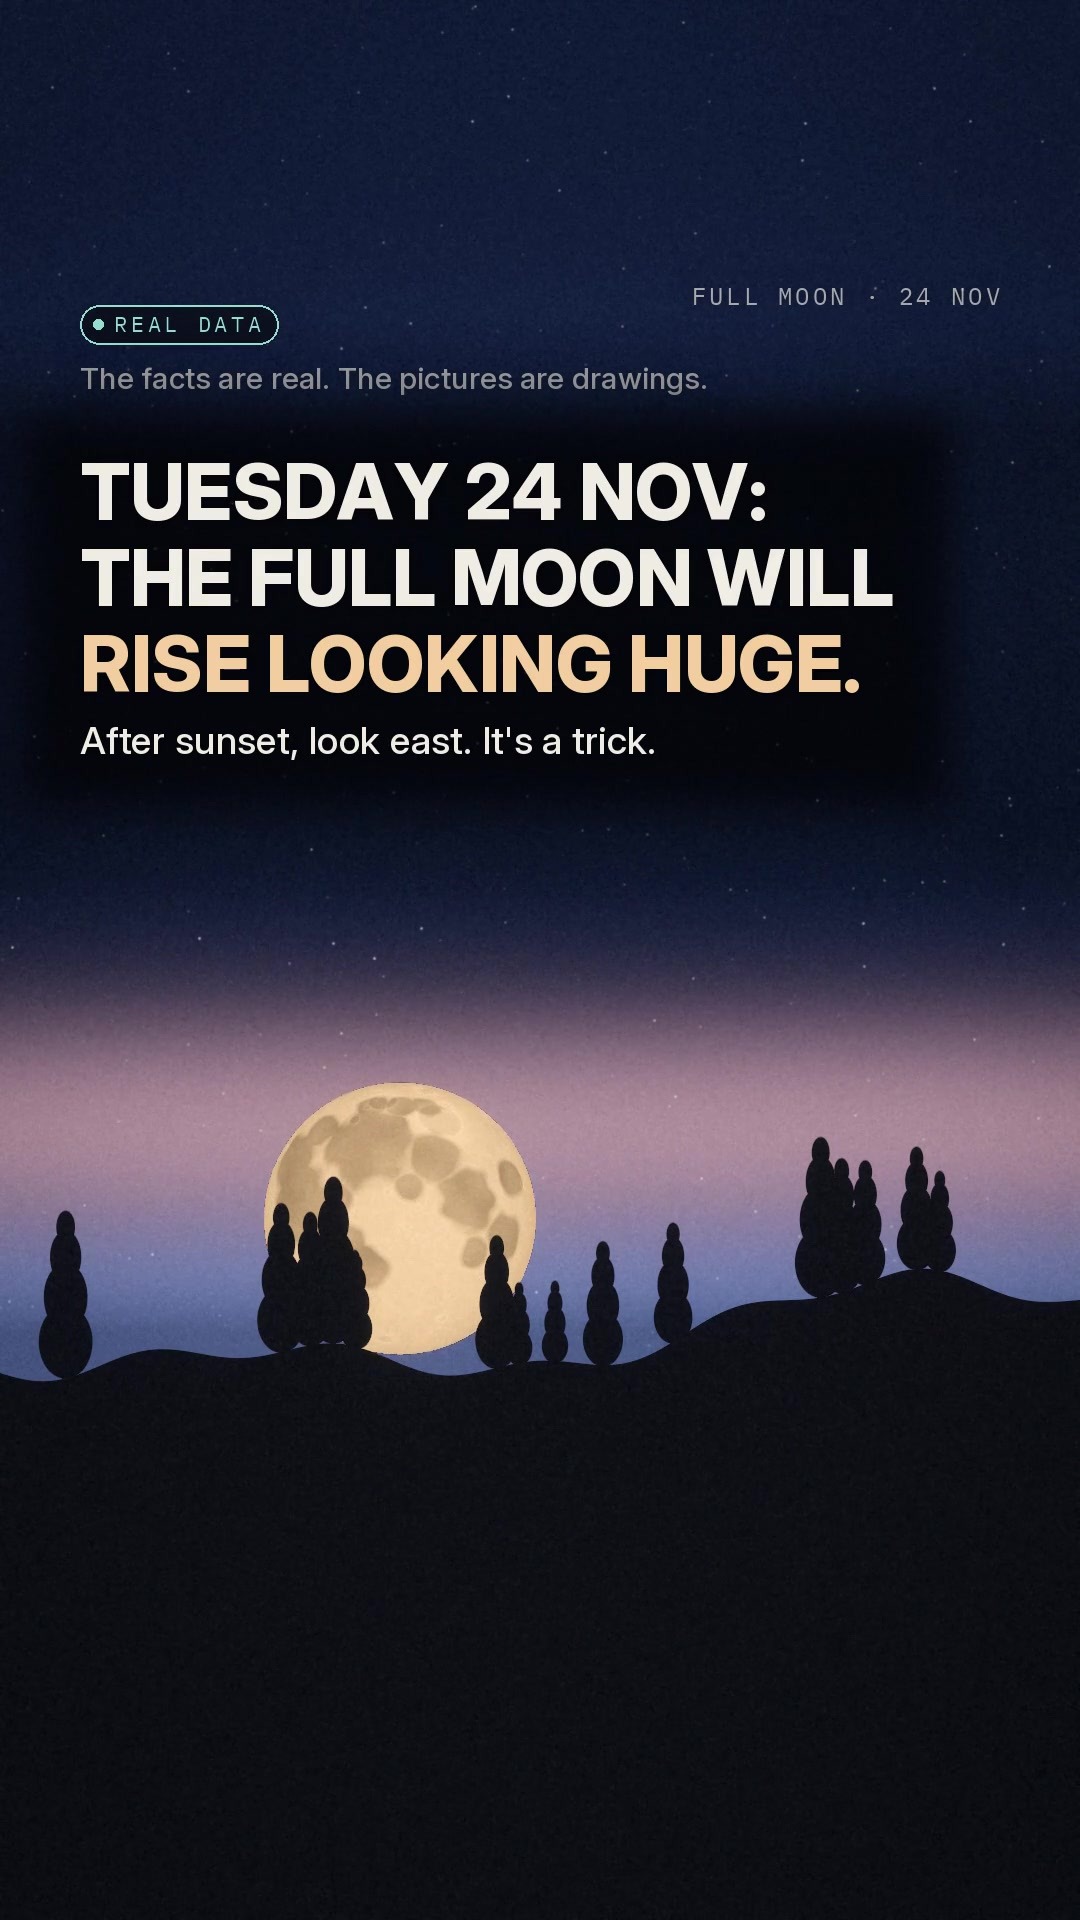 FULL MOON · 24 NOV
REAL DATA
The facts are real. The pictures are drawings.
TUESDAY 24 NOV:
THE FULL MOON WILL
RISE LOOKING HUGE.
After sunset, look east. It's a trick.